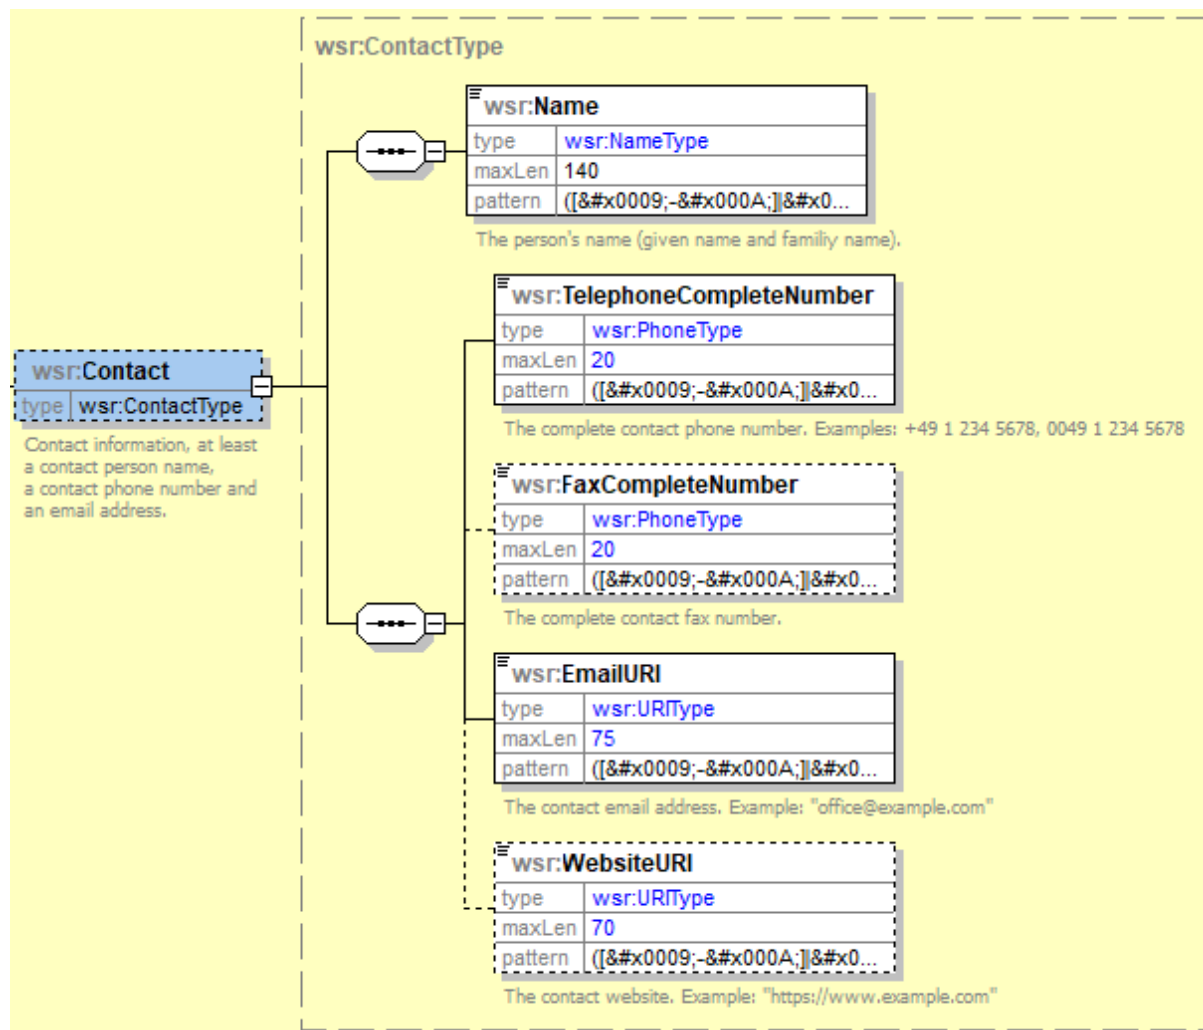 wsr:ContactType
wsr:Name
type wsr:NameType
maxLen 140
pattern ([&#x0009;-&#x000A;]|&#x0...
The person's name (given name and familiy name).
wsr:TelephoneCompleteNumber
type wsr:PhoneType
maxLen 20
pattern ([&#x0009;-&#x000A;]|&#x0...
The complete contact phone number. Examples: +49 1 234 5678, 0049 1 234 5678
wsr:Contact
type wsr:ContactType
Contact information, at least
a contact person name,
a contact phone number and
an email address.
wsr:FaxCompleteNumber
type wsr:PhoneType
maxLen 20
pattern ([&#x0009;-&#x000A;]|&#x0...
The complete contact fax number.
wsr:EmailURI
type wsr:URIType
maxLen 75
pattern ([&#x0009;-&#x000A;]|&#x0...
The contact email address. Example: "office@example.com"
wsr:WebsiteURI
type wsr:URIType
maxLen 70
pattern ([&#x0009;-&#x000A;]|&#x0...
The contact website. Example: "https://www.example.com"